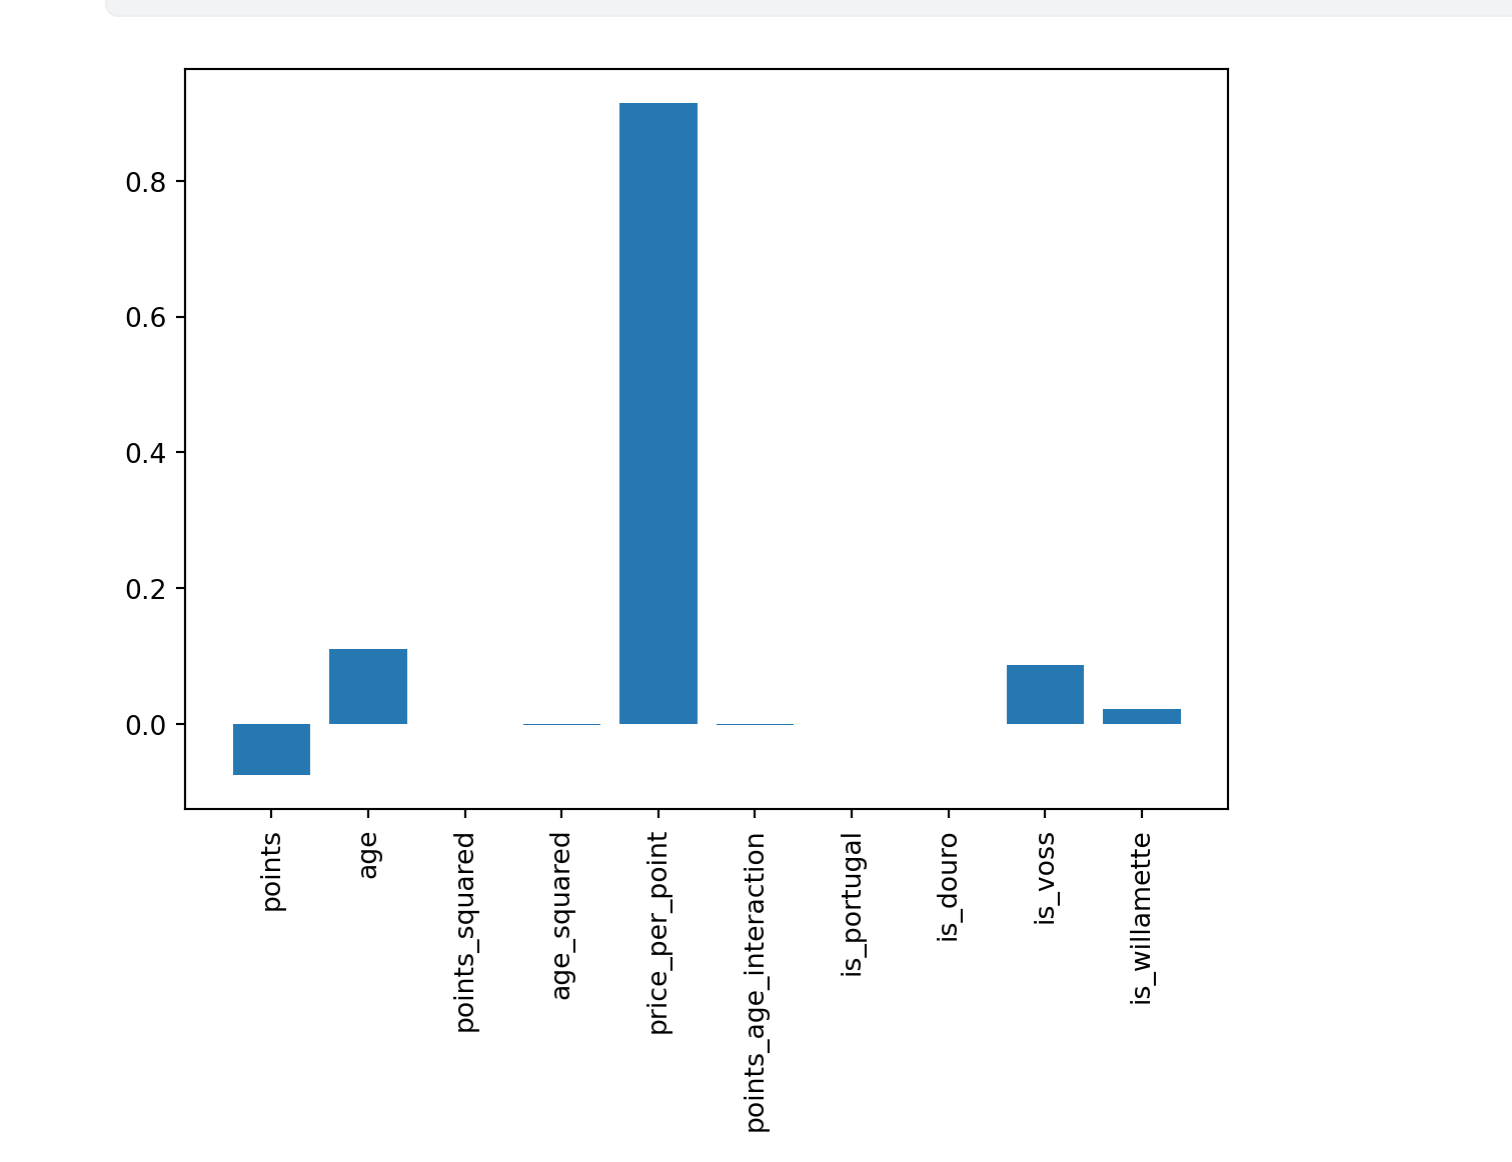 0.8
0.6
0.4
0.2
0.0
points
age
points_squared
age_squared
price_per_point
points_age_interaction
is_portugal
is_douro
is_voss
is_willamette